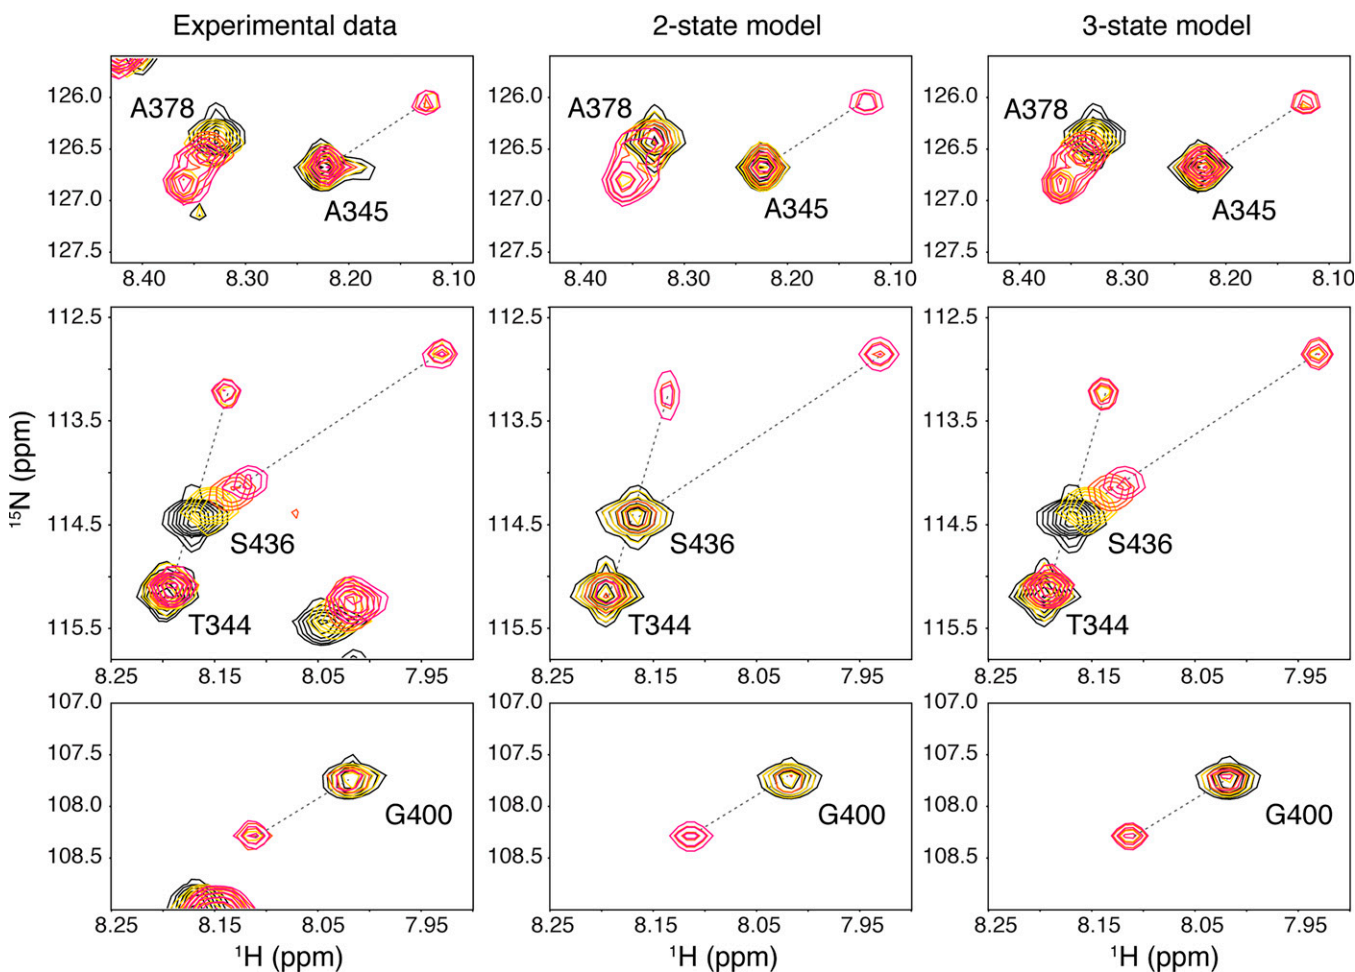 Experimental data 2-state model 3-state model
126.0 126.0 126.0
A378 A378 A378
126.5 126.5 126.5
127.0 127.0 127.0
A345 A345 A345
127.5 127.5 127.5
8.40 8.30 8.20 8.10 8.40 8.30 8.20 8.10 8.40 8.30 8.20 8.10
112.5 112.5 112.5
113.5 113.5 113.5
15N (ppm)
114.5 114.5 114.5
S436 S436 S436
T344 T344 T344
115.5 115.5 115.5
8.25 8.15 8.05 7.95 8.25 8.15 8.05 7.95 8.25 8.15 8.05 7.95
107.0 107.0 107.0
107.5 107.5 107.5
108.0 108.0 108.0
G400 G400 G400
108.5 108.5 108.5
8.25 8.15 8.05 7.95 8.25 8.15 8.05 7.95 8.25 8.15 8.05 7.95
1H (ppm) 1H (ppm) 1H (ppm)